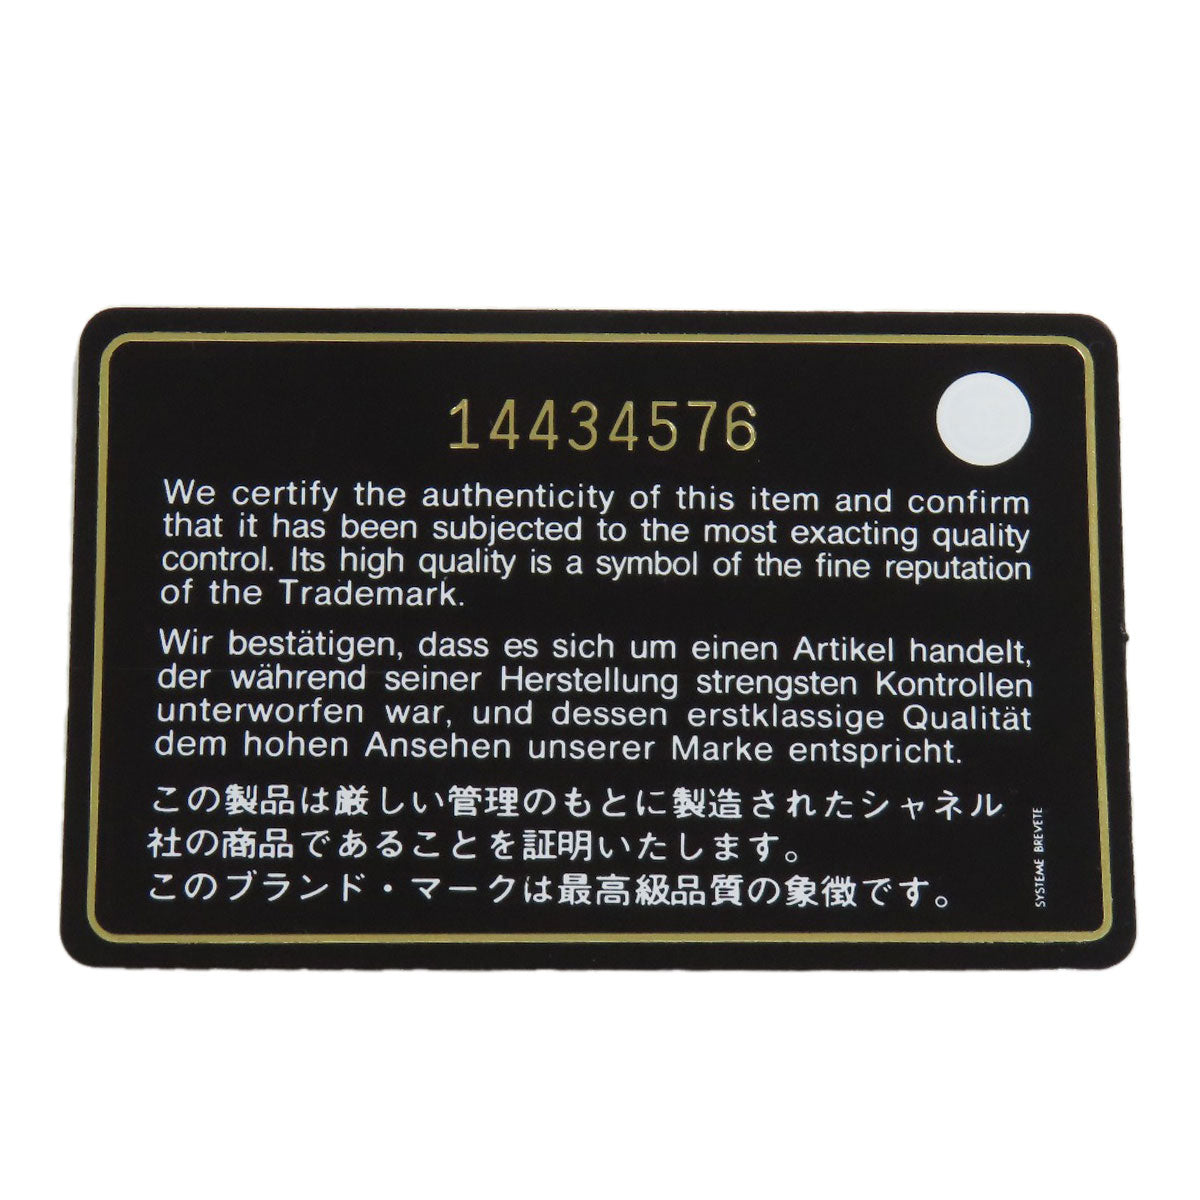 14434576
We certify the authenticity of this item and confirm
that it has been subjected to the most exacting quality
control. Its high quality is a symbol of the fine reputation
of the Trademark.
Wir bestätigen, dass es sich um einen Artikel handelt,
der während seiner Herstellung strengsten Kontrollen
unterworfen war, und dessen erstklassige Qualität
dem hohen Ansehen unserer Marke entspricht.
この製品は厳しい管理のもとに製造されたシャネル
社の商品であることを証明いたします。
このブランド・マークは最高級品質の象徴です。
SYSTEME BREVETE